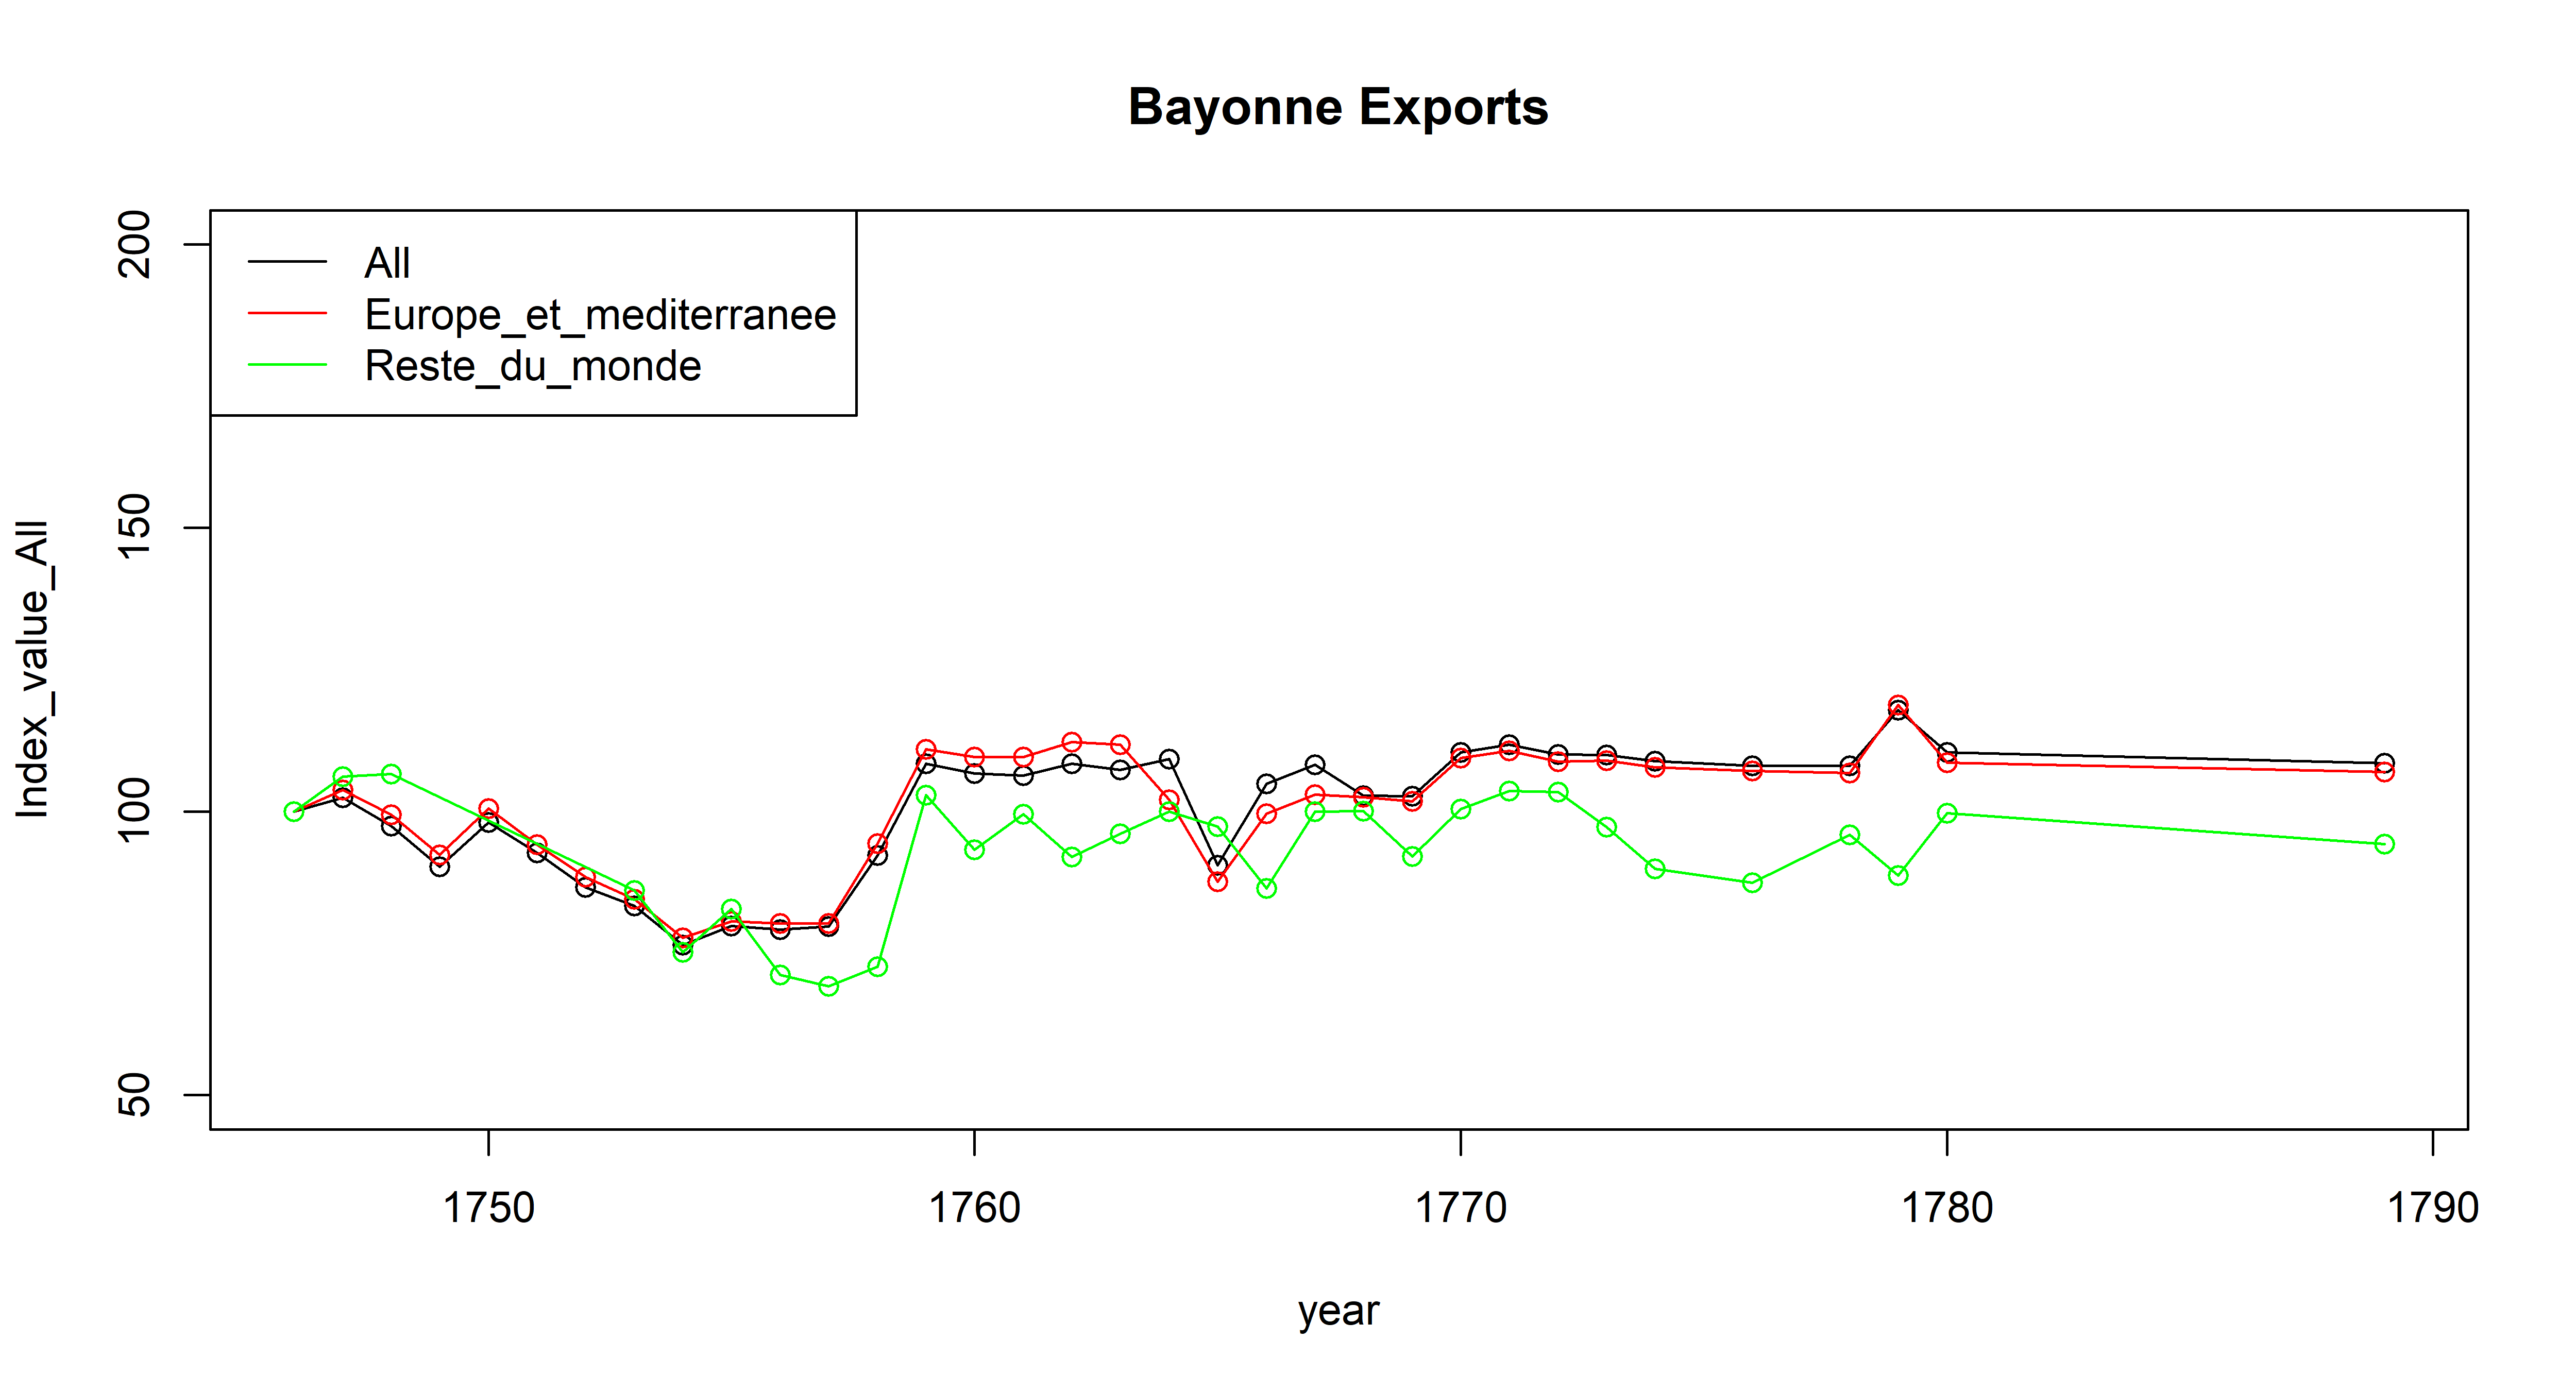 Bayonne Exports
All
Europe_et_mediterranee
Reste_du_monde
Index_value_All
200
150
100
50
1750
1760
1770
1780
1790
year